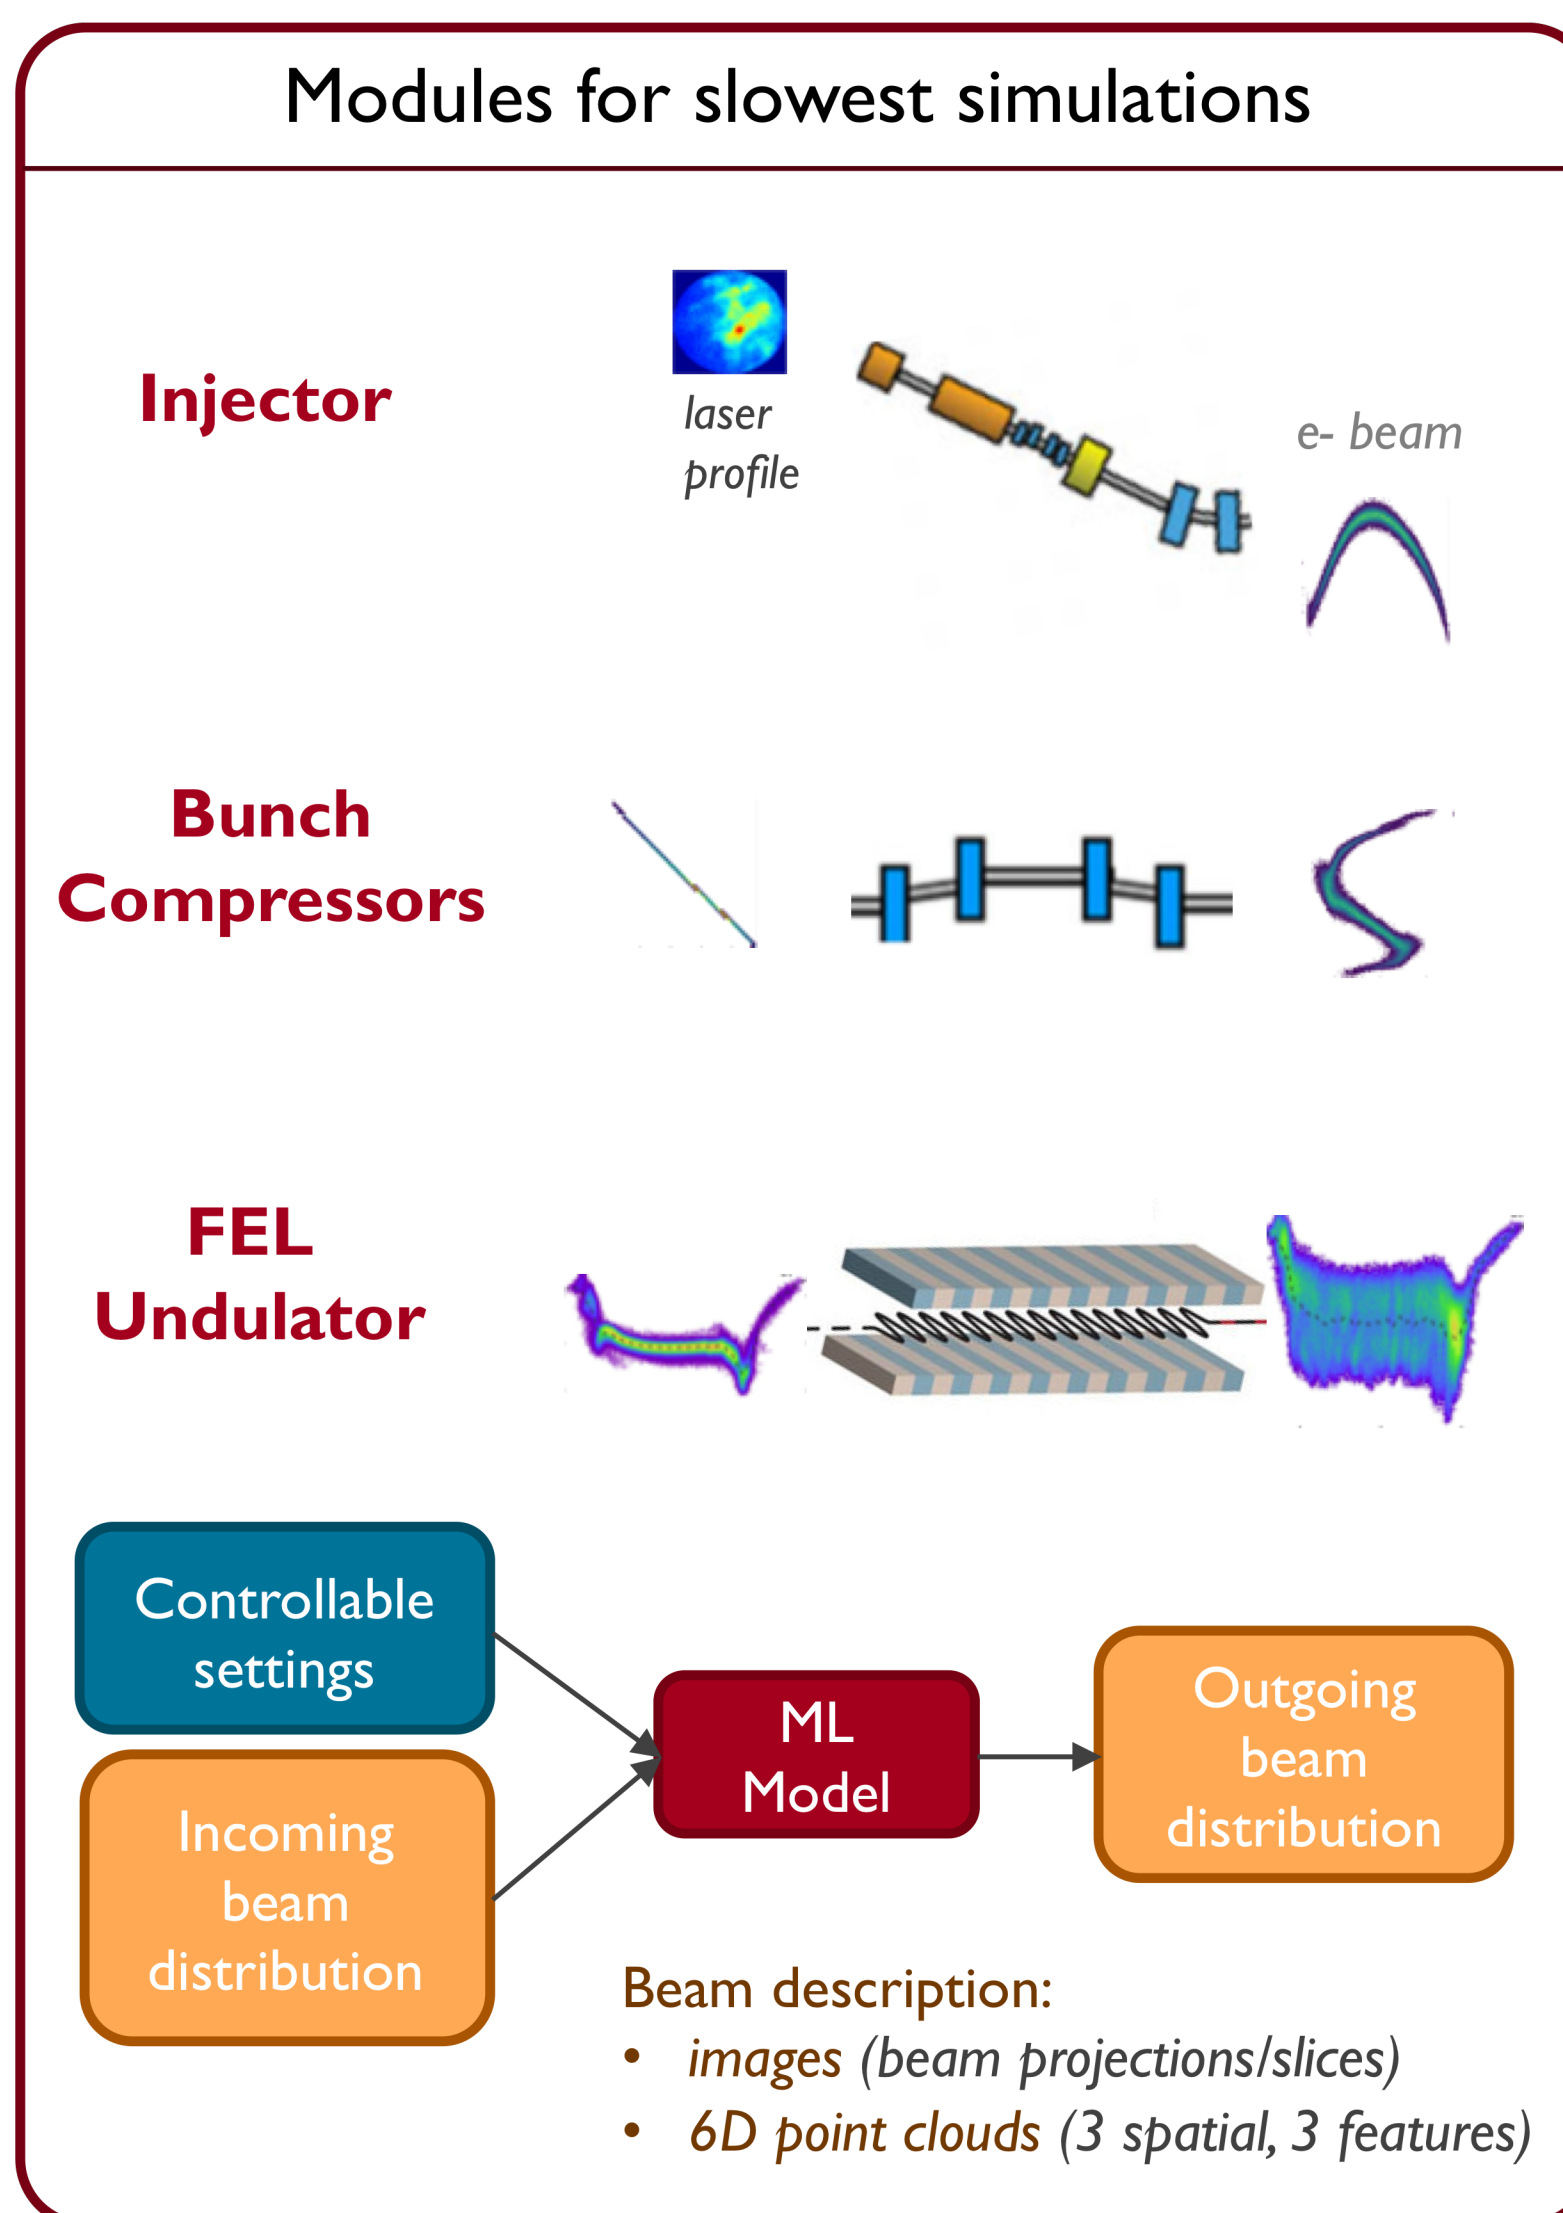 Modules for slowest simulations
Injector
laser
profile
e- beam
Bunch
Compressors
FEL
Undulator
Controllable
settings
Incoming
beam
distribution
ML
Model
Outgoing
beam
distribution
Beam description:
• images (beam projections/slices)
• 6D point clouds (3 spatial, 3 features)